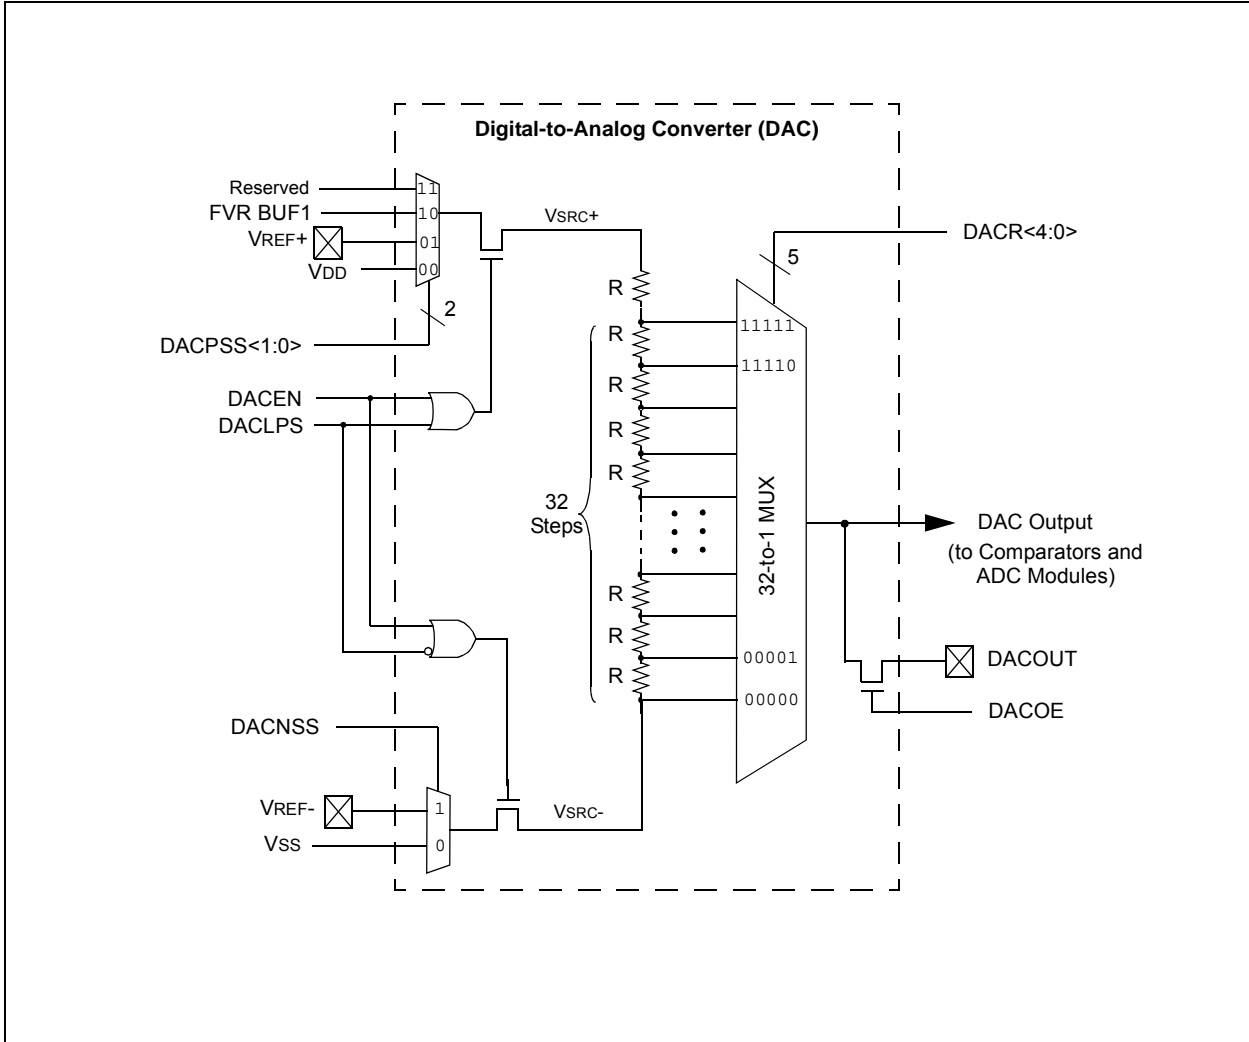 Digital-to-Analog Converter (DAC)
Reserved
11
FVR BUF1
10
VREF+
01
VDD
00
2
DACPSS<1:0>
DACEN
DACLPS
VSRC+
DACR<4:0>
5
R
11111
R
11110
R
R
R
32
Steps
32-to-1 MUX
DAC Output
(to Comparators and
ADC Modules)
R
R
00001
R
00000
DACOUT
DACOE
DACNSS
VREF-
1
VSS
0
VSRC-